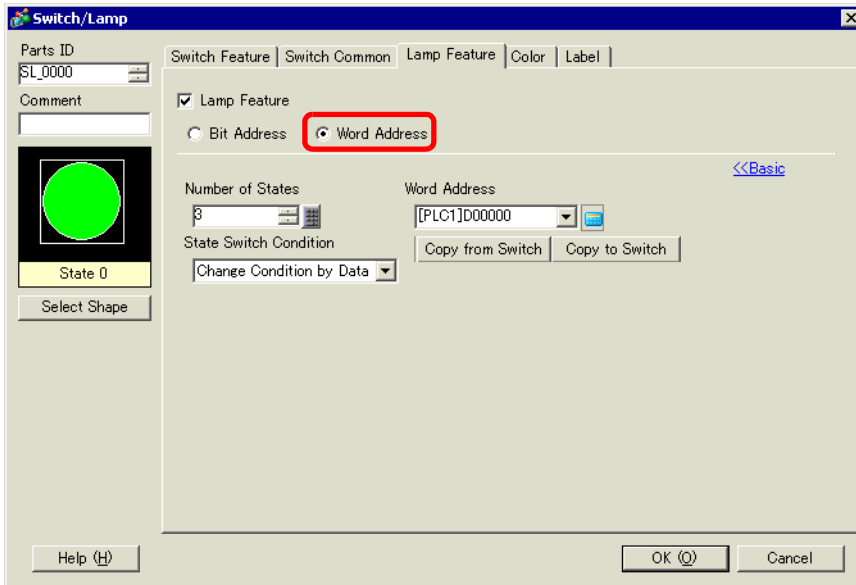 Switch/Lamp
Parts ID
SL_0000
Comment
State 0
Select Shape
Switch Feature Switch Common Lamp Feature Color Label
Lamp Feature
Bit Address Word Address
<<Basic
Number of States Word Address
3 [PLC1]D00000
State Switch Condition Copy from Switch Copy to Switch
Change Condition by Data
Help (H) OK (O) Cancel